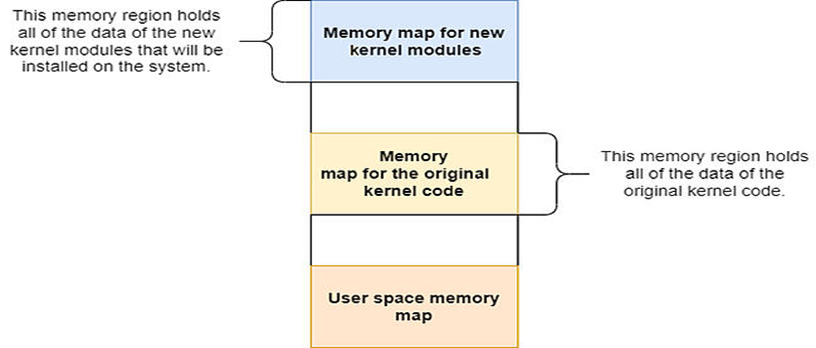 This memory region holds
all of the data of the new
kernel modules that will be
installed on the system.
Memory map for new
kernel modules
Memory
map for the original
kernel code
This memory region holds
all of the data of the
original kernel code.
User space memory
map